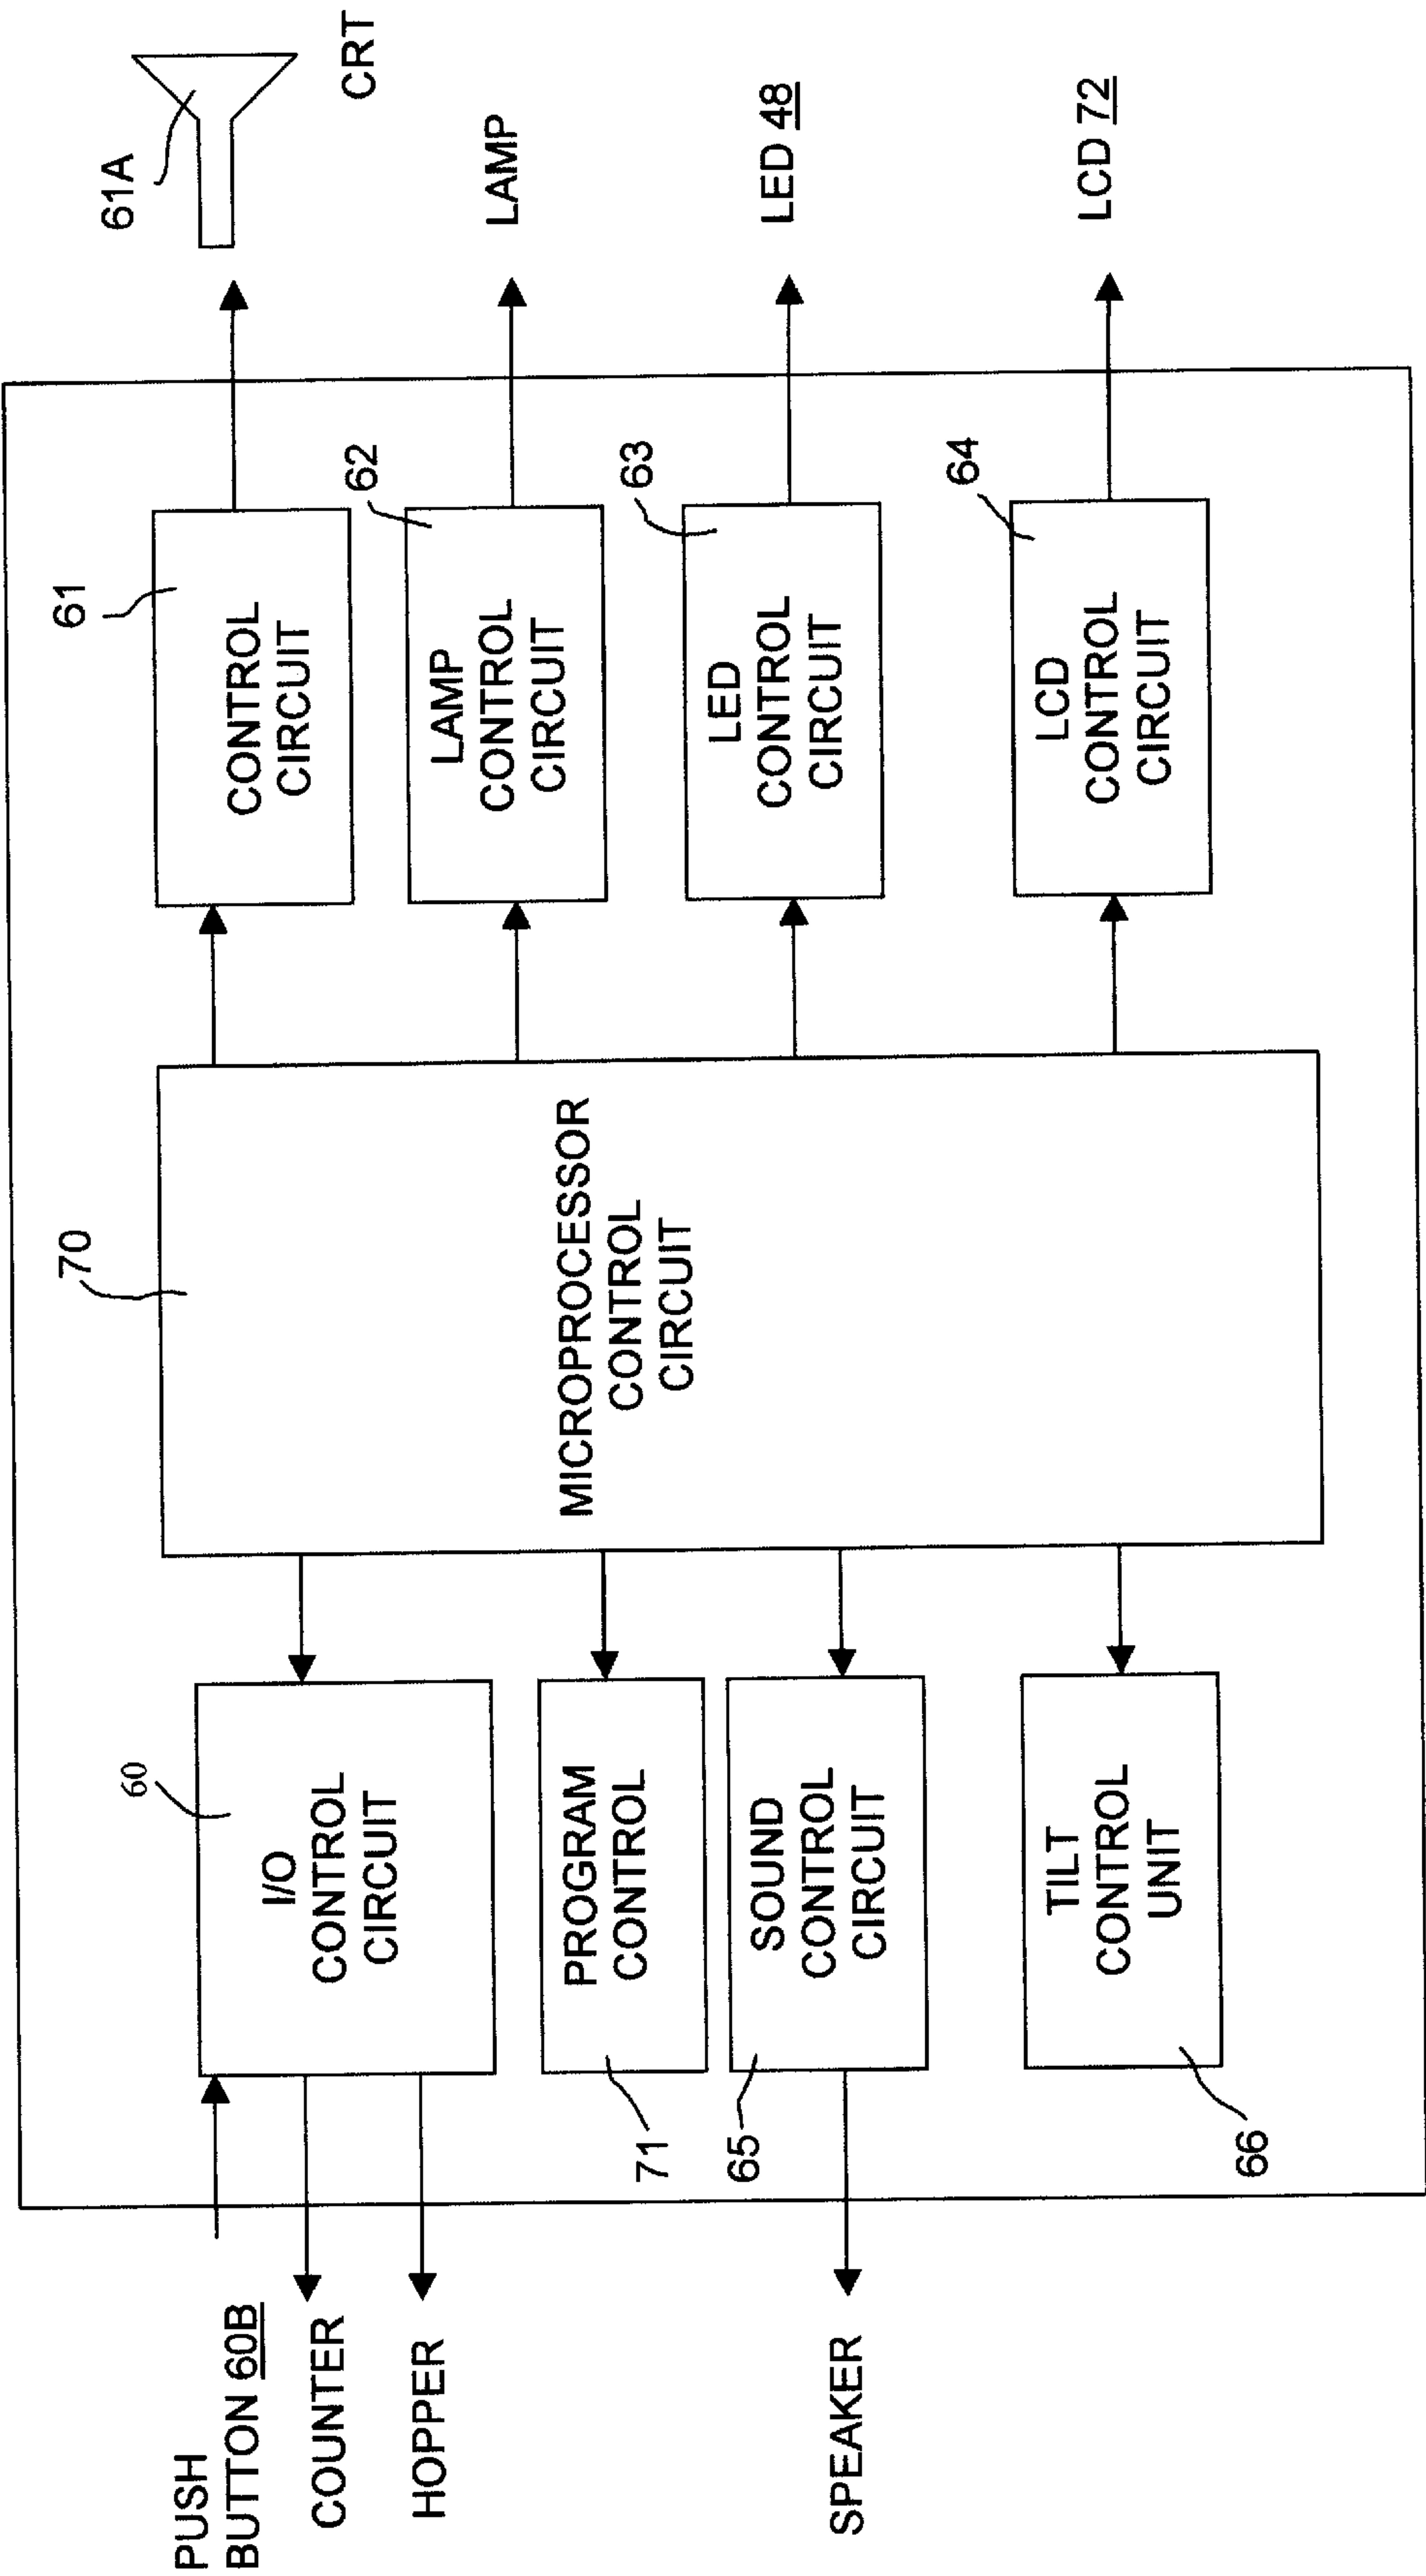 PUSH
BUTTON 60B
COUNTER
HOPPER
SPEAKER
60
I/O
CONTROL
CIRCUIT
71
PROGRAM
CONTROL
65
SOUND
CONTROL
CIRCUIT
66
TILT
CONTROL
UNIT
70
MICROPROCESSOR
CONTROL
CIRCUIT
61
CONTROL
CIRCUIT
62
LAMP
CONTROL
CIRCUIT
63
LED
CONTROL
CIRCUIT
64
LCD
CONTROL
CIRCUIT
61A
CRT
LAMP
LED 48
LCD 72